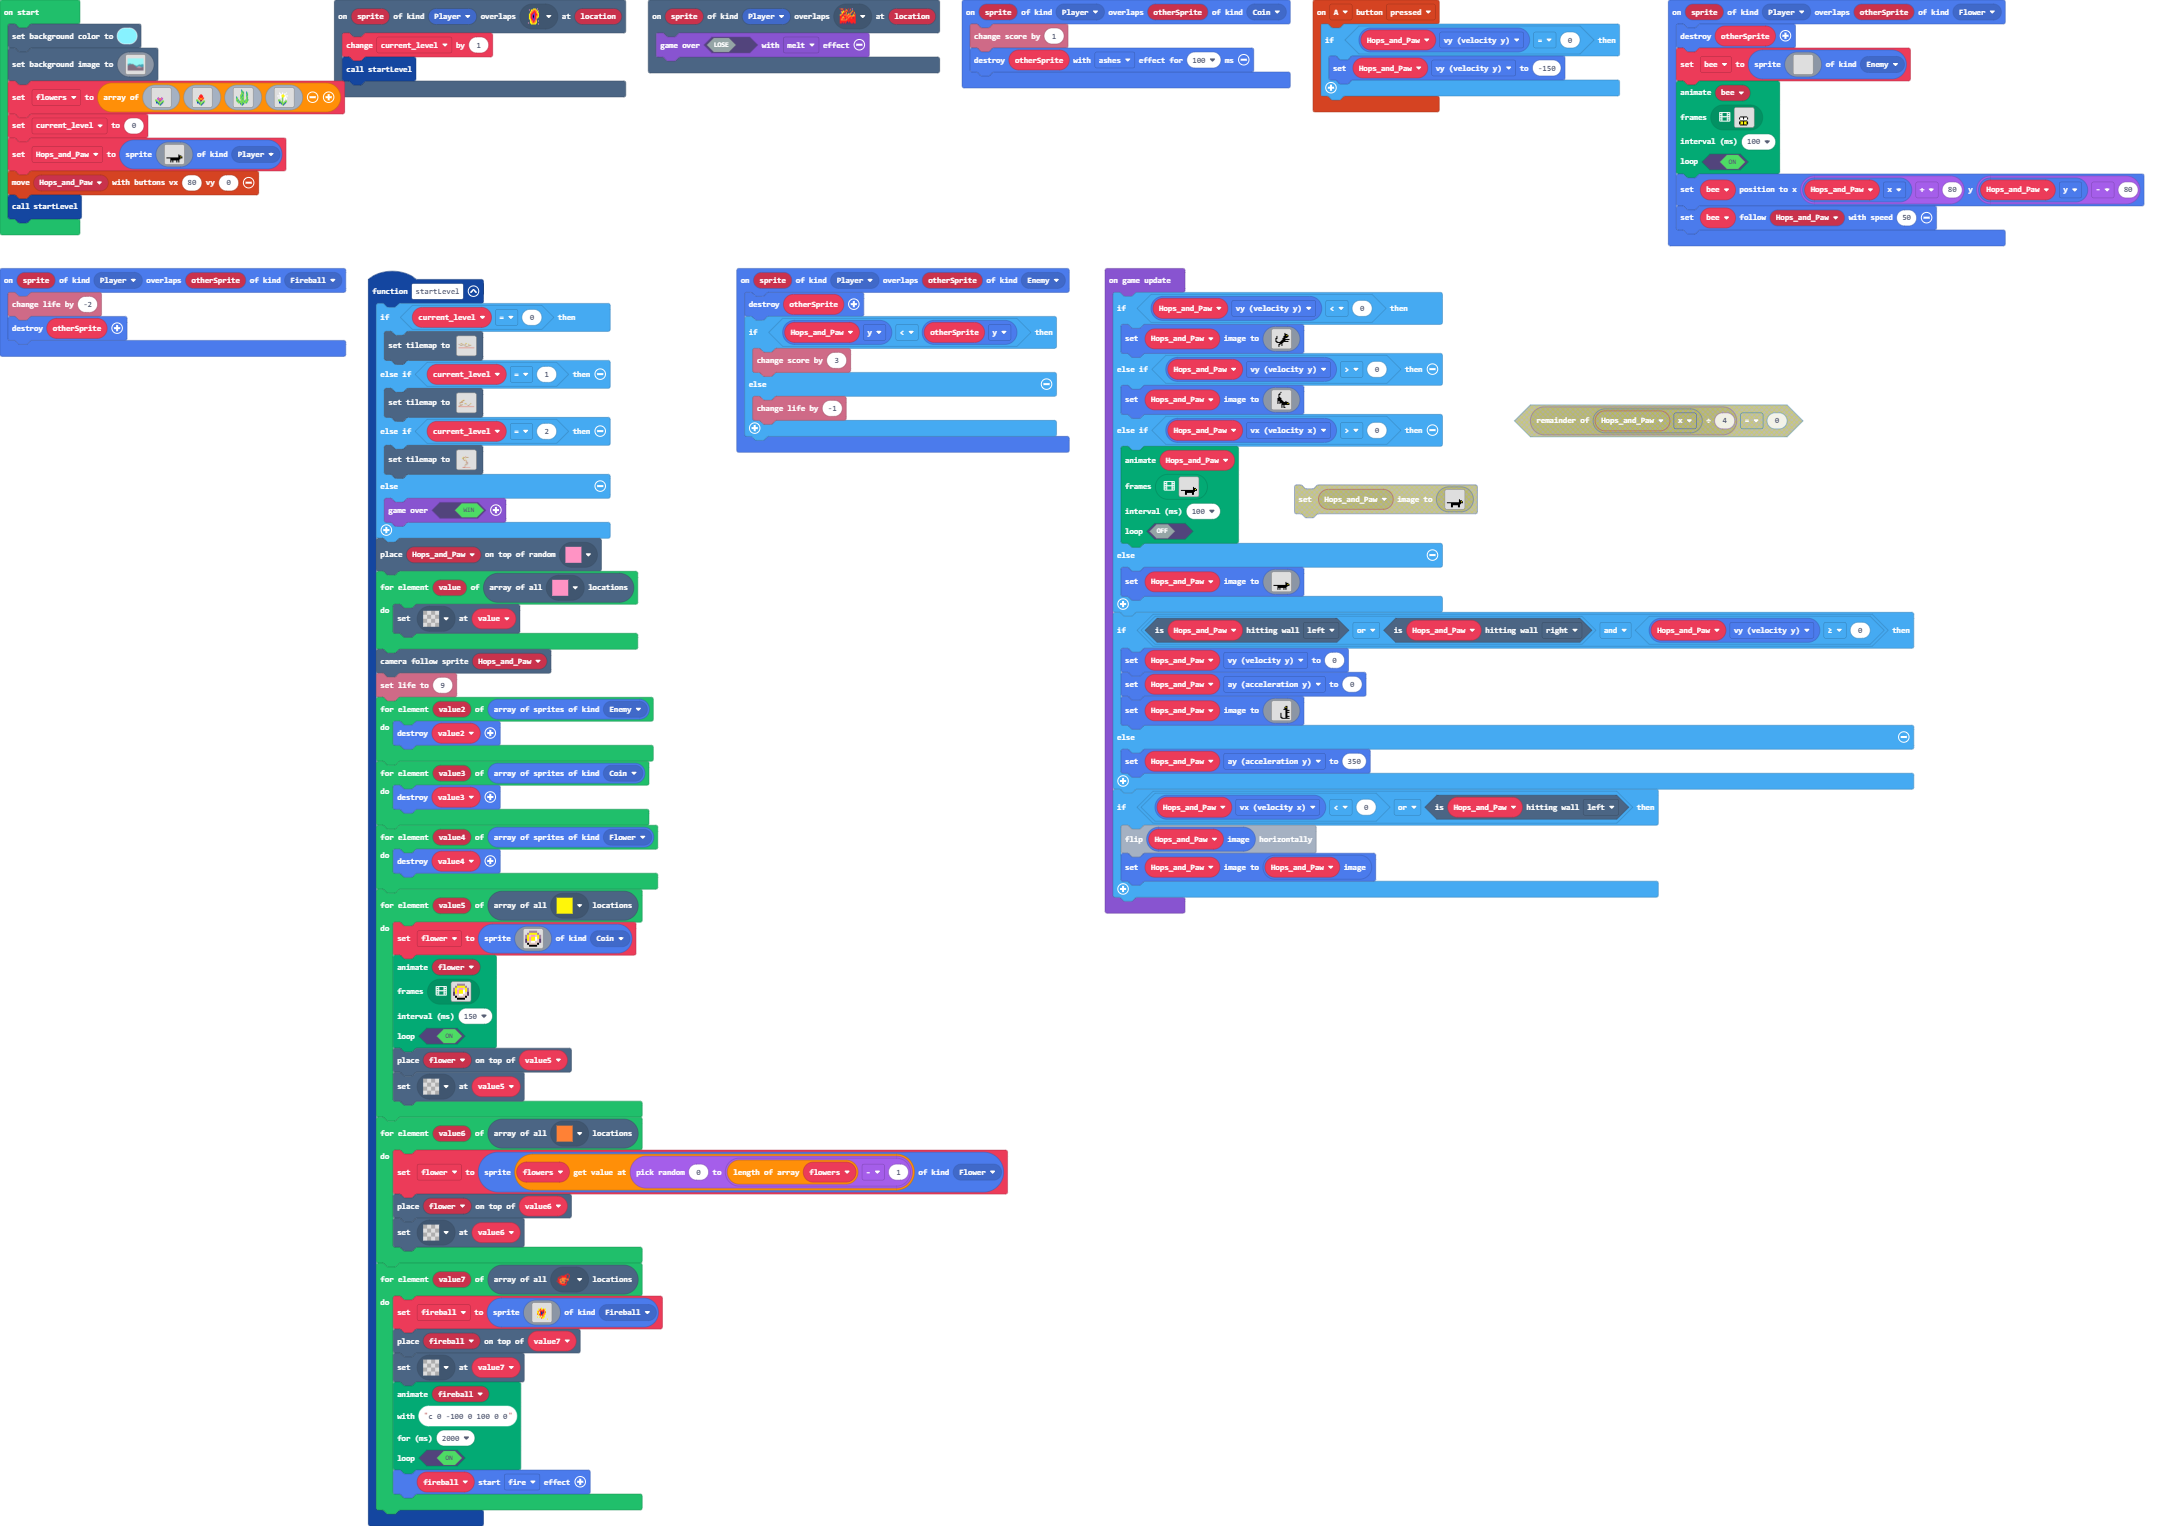 on start
set background color to
set background image to
set flowers to array of
set current_level to 0
set Hops_and_Paw to sprite of kind Player
move Hops_and_Paw with buttons vx 80 vy 0
call startLevel
on sprite of kind Player overlaps at location
change current_level by 1
call startLevel
on sprite of kind Player overlaps at location
game over LOSE with melt effect
on sprite of kind Player overlaps otherSprite of kind Coin
change score by 1
destroy otherSprite with ashes effect for 100 ms
on A button pressed
if Hops_and_Paw vy (velocity y) = 0 then
set Hops_and_Paw vy (velocity y) to -150
on sprite of kind Player overlaps otherSprite of kind Flower
destroy otherSprite
set bee to sprite of kind Enemy
animate bee
frames
interval (ms) 100
loop ON
set bee position to x Hops_and_Paw x + 80 y Hops_and_Paw y - 80
set bee follow Hops_and_Paw with speed 50
on sprite of kind Player overlaps otherSprite of kind Fireball
change life by -2
destroy otherSprite
function startLevel
if current_level = 0 then
set tilemap to
else if current_level = 1 then
set tilemap to
else if current_level = 2 then
set tilemap to
else
game over WIN
place Hops_and_Paw on top of random
for element value of array of all locations
do
set at value
camera follow sprite Hops_and_Paw
set life to 9
for element value2 of array of sprites of kind Enemy
do
destroy value2
for element value3 of array of sprites of kind Coin
do
destroy value3
for element value4 of array of sprites of kind Flower
do
destroy value4
for element value5 of array of all locations
do
set flower to sprite of kind Coin
animate flower
frames
interval (ms) 150
loop ON
place flower on top of value5
set at value5
for element value6 of array of all locations
do
set flower to sprite flowers get value at pick random 0 to length of array flowers - 1 of kind Flower
place flower on top of value6
set at value6
for element value7 of array of all locations
do
set fireball to sprite of kind Fireball
place fireball on top of value7
set at value7
animate fireball
with "c 0 -100 0 100 0 0"
for (ms) 2000
loop ON
fireball start fire effect
on sprite of kind Player overlaps otherSprite of kind Enemy
destroy otherSprite
if Hops_and_Paw y < otherSprite y then
change score by 3
else
change life by -1
on game update
if Hops_and_Paw vy (velocity y) < 0 then
set Hops_and_Paw image to
else if Hops_and_Paw vy (velocity y) > 0 then
set Hops_and_Paw image to
else if Hops_and_Paw vx (velocity x) > 0 then
animate Hops_and_Paw
frames
interval (ms) 100
loop OFF
else
set Hops_and_Paw image to
if is Hops_and_Paw hitting wall left or is Hops_and_Paw hitting wall right and Hops_and_Paw vy (velocity y) ≥ 0 then
set Hops_and_Paw vy (velocity y) to 0
set Hops_and_Paw ay (acceleration y) to 0
set Hops_and_Paw image to
else
set Hops_and_Paw ay (acceleration y) to 350
if Hops_and_Paw vx (velocity x) < 0 or is Hops_and_Paw hitting wall left then
flip Hops_and_Paw image horizontally
set Hops_and_Paw image to Hops_and_Paw image
remainder of Hops_and_Paw x ÷ 4 = 0
set Hops_and_Paw image to